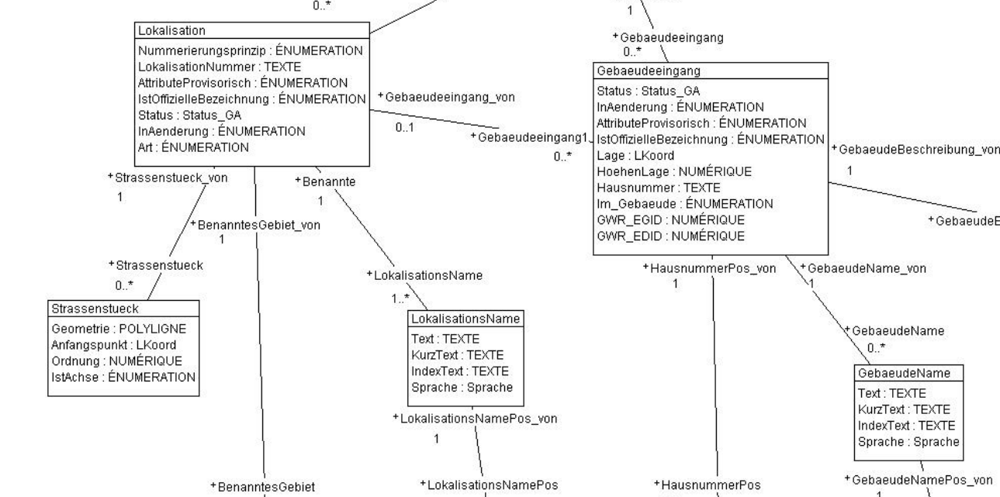 0..*
1
Lokalisation
Nummerierungsprinzip : ÉNUMERATION
LokalisationNummer : TEXTE
AttributeProvisorisch : ÉNUMERATION
IstOffizielleBezeichnung : ÉNUMERATION
Status : Status_GA
InAenderung : ÉNUMERATION
Art : ÉNUMERATION
+Gebaeudeeingang
0..*
Gebaeudeeingang
Status : Status_GA
InAenderung : ÉNUMERATION
AttributeProvisorisch : ÉNUMERATION
IstOffizielleBezeichnung : ÉNUMERATION
Lage : LKoord
HoehenLage : NUMÉRIQUE
Hausnummer : TEXTE
Im_Gebaeude : ÉNUMERATION
GWR_EGID : NUMÉRIQUE
GWR_EDID : NUMÉRIQUE
+Gebaeudeeingang_von
0..1
+Gebaeudeeingang1
0..*
+GebaeudeBeschreibung_von
1
+GebaeudeE
+Strassenstueck_von
1
+Benannte
1
+BenanntesGebiet_von
1
+Strassenstueck
0..*
+LokalisationsName
1..*
+HausnummerPos_von
1
+GebaeudeName_von
1
Strassenstueck
Geometrie : POLYLIGNE
Anfangspunkt : LKoord
Ordnung : NUMÉRIQUE
IstAchse : ÉNUMERATION
LokalisationsName
Text : TEXTE
KurzText : TEXTE
IndexText : TEXTE
Sprache : Sprache
+GebaeudeName
0..*
GebaeudeName
Text : TEXTE
KurzText : TEXTE
IndexText : TEXTE
Sprache : Sprache
+LokalisationsNamePos_von
1
+BenanntesGebiet
+LokalisationsNamePos
+HausnummerPos
+GebaeudeNamePos_von
1